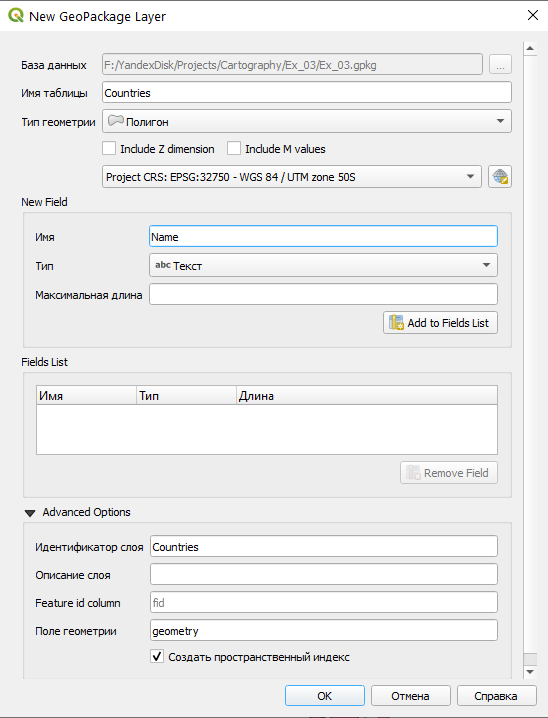 New GeoPackage Layer
База данных F:/YandexDisk/Projects/Cartography/Ex_03/Ex_03.gpkg ...
Имя таблицы Countries
Тип геометрии Полигон
Include Z dimension Include M values
Project CRS: EPSG:32750 - WGS 84 / UTM zone 50S
New Field
Имя Name
Тип abc Текст
Максимальная длина
Add to Fields List
Fields List
Имя Тип Длина
Remove Field
Advanced Options
Идентификатор слоя Countries
Описание слоя
Feature id column fid
Поле геометрии geometry
Создать пространственный индекс
OK Отмена Справка